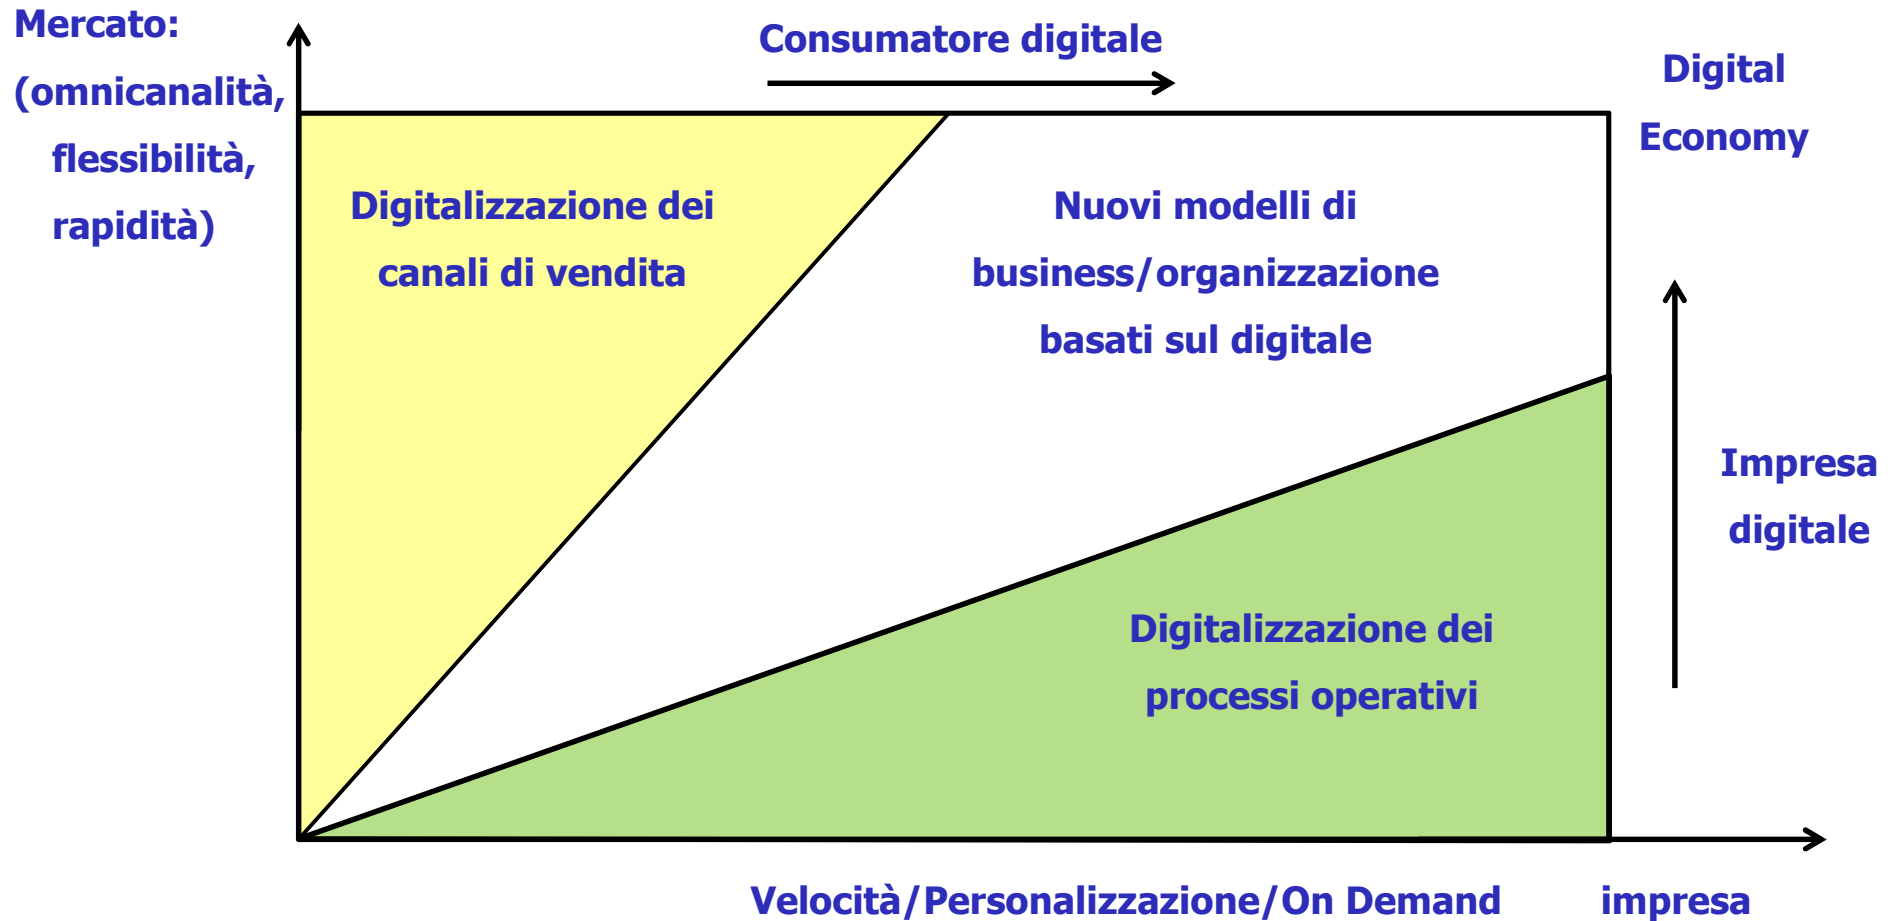 Mercato:
(omnicanalità,
flessibilità,
rapidità)
Consumatore digitale
Digital
Economy
Digitalizzazione dei
canali di vendita
Nuovi modelli di
business/organizzazione
basati sul digitale
Impresa
digitale
Digitalizzazione dei
processi operativi
Velocità/Personalizzazione/On Demand
impresa